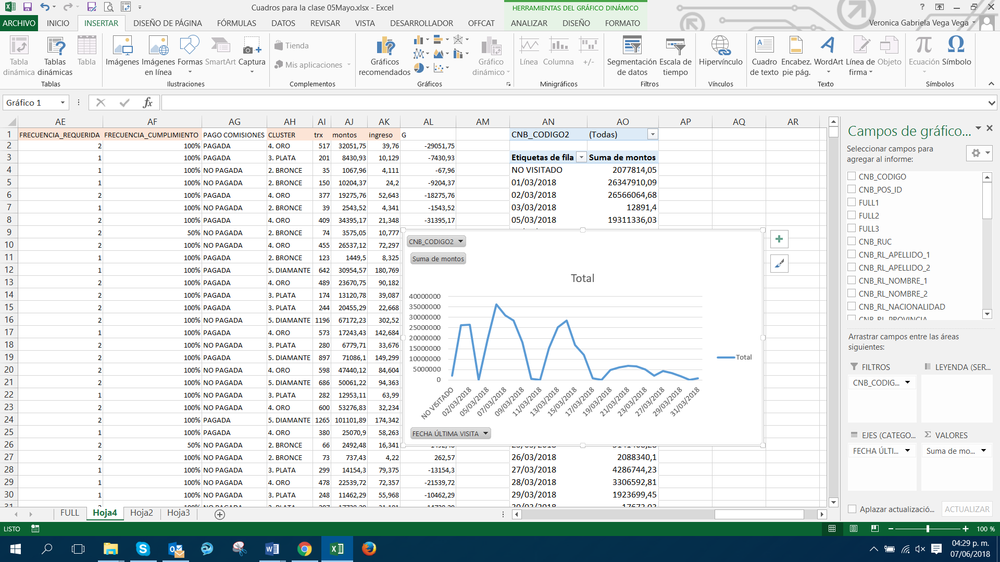 Cuadros para la clase 05Mayo.xlsx - Excel
HERRAMIENTAS DEL GRÁFICO DINÁMICO
?
ARCHIVO INICIO INSERTAR DISEÑO DE PÁGINA FÓRMULAS DATOS REVISAR VISTA DESARROLLADOR OFFCAT ANALIZAR DISEÑO FORMATO Veronica Gabriela Vega Vega
Tabla dinámica
Tablas dinámicas
Tabla
Imágenes
Imágenes en línea
Formas
SmartArt
Captura
Tienda
Mis aplicaciones
Gráficos recomendados
Gráfico dinámico
Línea
Columna
+/-
Segmentación de datos
Escala de tiempo
Hipervínculo
Cuadro de texto
Encabez. pie pág.
WordArt
Línea de firma
Objeto
Ecuación
Símbolo
Tablas Ilustraciones Complementos Gráficos Minigráficos Filtros Vínculos Texto Símbolos
Gráfico 1 fx
AE AF AG AH AI AJ AK AL AM AN AO AP AQ AR
1 FRECUENCIA_REQUERIDA FRECUENCIA_CUMPLIMIENTO PAGO COMISIONES CLUSTER trx montos ingreso G CNB_CODIGO2 (Todas)
2 2 100% PAGADA 4. ORO 517 32051,75 39,76 -29051,75
3 1 100% PAGADA 3. PLATA 201 8430,93 10,129 -7430,93 Etiquetas de fila Suma de montos
4 1 100% NO PAGADA 2. BRONCE 35 1067,96 4,111 -67,96 NO VISITADO 2077814,05
5 1 100% NO PAGADA 2. BRONCE 150 10204,37 24,2 -9204,37 01/03/2018 26347910,09
6 2 100% PAGADA 4. ORO 377 19275,76 52,643 -18275,76 02/03/2018 26566064,68
7 1 100% NO PAGADA 2. BRONCE 39 2543,52 4,341 -1543,52 03/03/2018 12891,4
8 2 100% PAGADA 4. ORO 409 34395,17 21,348 -31395,17 05/03/2018 19311336,03
9 2 50% NO PAGADA 2. BRONCE 74 3575,05 10,777
10 2 100% NO PAGADA 4. ORO 455 26537,12 72,297
11 1 100% PAGADA 2. BRONCE 123 1449,5 8,325
12 1 100% PAGADA 5. DIAMANTE 642 30954,57 180,769
13 2 100% PAGADA 4. ORO 489 23670,75 90,182
14 2 100% PAGADA 3. PLATA 174 13120,78 39,087
15 2 100% PAGADA 3. PLATA 244 20455,29 22,668
16 2 100% NO PAGADA 5. DIAMANTE 1196 67172,23 302,52
17 1 100% PAGADA 4. ORO 573 17243,43 142,684
18 2 100% NO PAGADA 3. PLATA 280 6779,71 33,676
19 2 100% PAGADA 5. DIAMANTE 897 71086,1 149,299
20 2 100% NO PAGADA 4. ORO 598 47440,12 84,604
21 2 100% NO PAGADA 5. DIAMANTE 686 50061,22 94,363
22 1 100% PAGADA 3. PLATA 282 12953,11 63,99
23 2 100% NO PAGADA 4. ORO 600 53276,83 32,234
24 2 100% PAGADA 5. DIAMANTE 1265 101101,89 174,342
25 1 100% PAGADA 4. ORO 380 25070,9 58,263
26 2 50% NO PAGADA 2. BRONCE 66 2492,48 16,341
27 2 100% NO PAGADA 2. BRONCE 73 737,43 4,22 262,57 26/03/2018 2088340,1
28 1 100% PAGADA 3. PLATA 299 14154,3 79,375 -13154,3 27/03/2018 4286744,23
29 1 100% NO PAGADA 4. ORO 478 22539,72 72,357 -21539,72 28/03/2018 3306592,81
30 1 100% NO PAGADA 3. PLATA 248 11462,29 55,968 -10462,29 29/03/2018 1923699,45
CNB_CODIGO2
Suma de montos
Total
40000000
35000000
30000000
25000000
20000000
15000000
10000000
5000000
0
Total
NO VISITADO 02/03/2018 05/03/2018 07/03/2018 09/03/2018 11/03/2018 13/03/2018 15/03/2018 17/03/2018 19/03/2018 21/03/2018 23/03/2018 27/03/2018 29/03/2018 31/03/2018
FECHA ÚLTIMA VISITA
Campos de gráfico...
Seleccionar campos para
agregar al informe:
CNB_CODIGO
CNB_POS_ID
FULL1
FULL2
FULL3
CNB_RUC
CNB_RL_APELLIDO_1
CNB_RL_APELLIDO_2
CNB_RL_NOMBRE_1
CNB_RL_NOMBRE_2
CNB_RL_NACIONALIDAD
CNB_RL_PROVINCIA
Arrastrar campos entre las áreas
siguientes:
FILTROS LEYENDA (SER...
CNB_CODIG...
EJES (CATEGO... Σ VALORES
FECHA ÚLTI... Suma de mo...
Aplazar actualizació... ACTUALIZAR
FULL Hoja4 Hoja2 Hoja3
LISTO 100 %
04:29 p. m.
07/06/2018